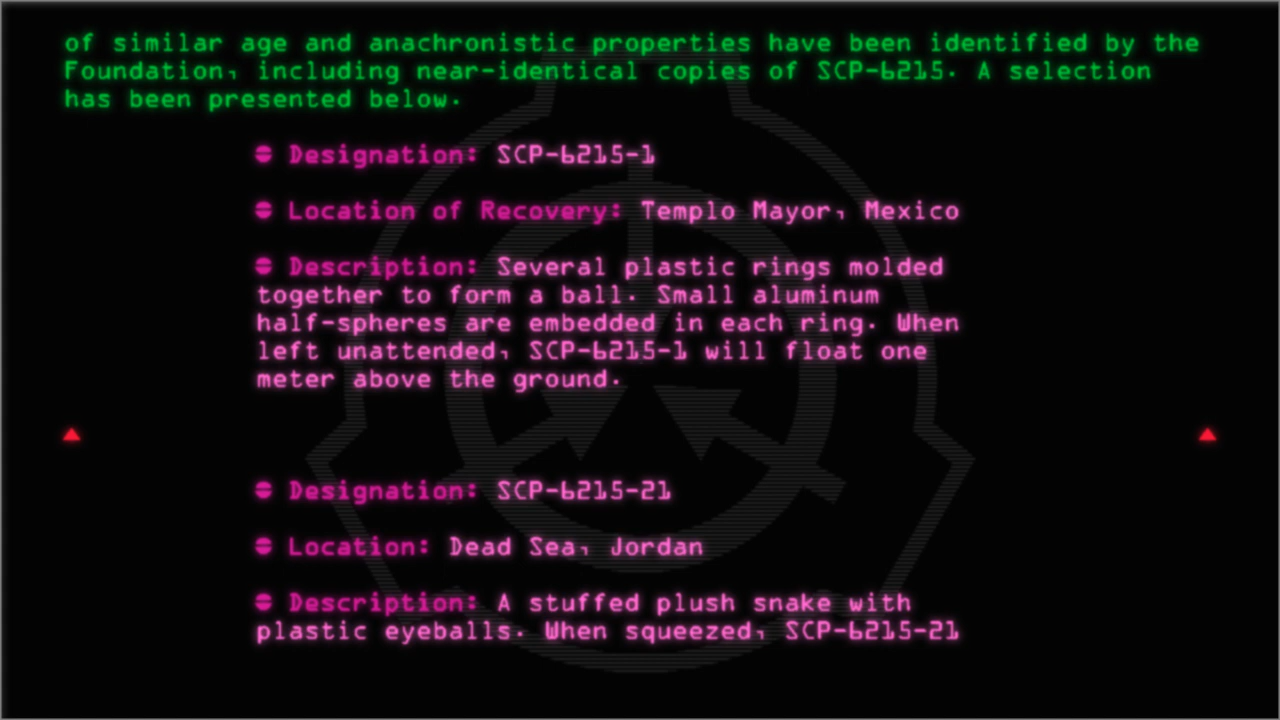 of similar age and anachronistic properties have been identified by the
Foundation, including near-identical copies of SCP-6215. A selection
has been presented below.
Designation: SCP-6215-1
Location of Recovery: Templo Mayor, Mexico
Description: Several plastic rings molded
together to form a ball. Small aluminum
half-spheres are embedded in each ring. When
left unattended, SCP-6215-1 will float one
meter above the ground.
Designation: SCP-6215-21
Location: Dead Sea, Jordan
Description: A stuffed plush snake with
plastic eyeballs. When squeezed, SCP-6215-21